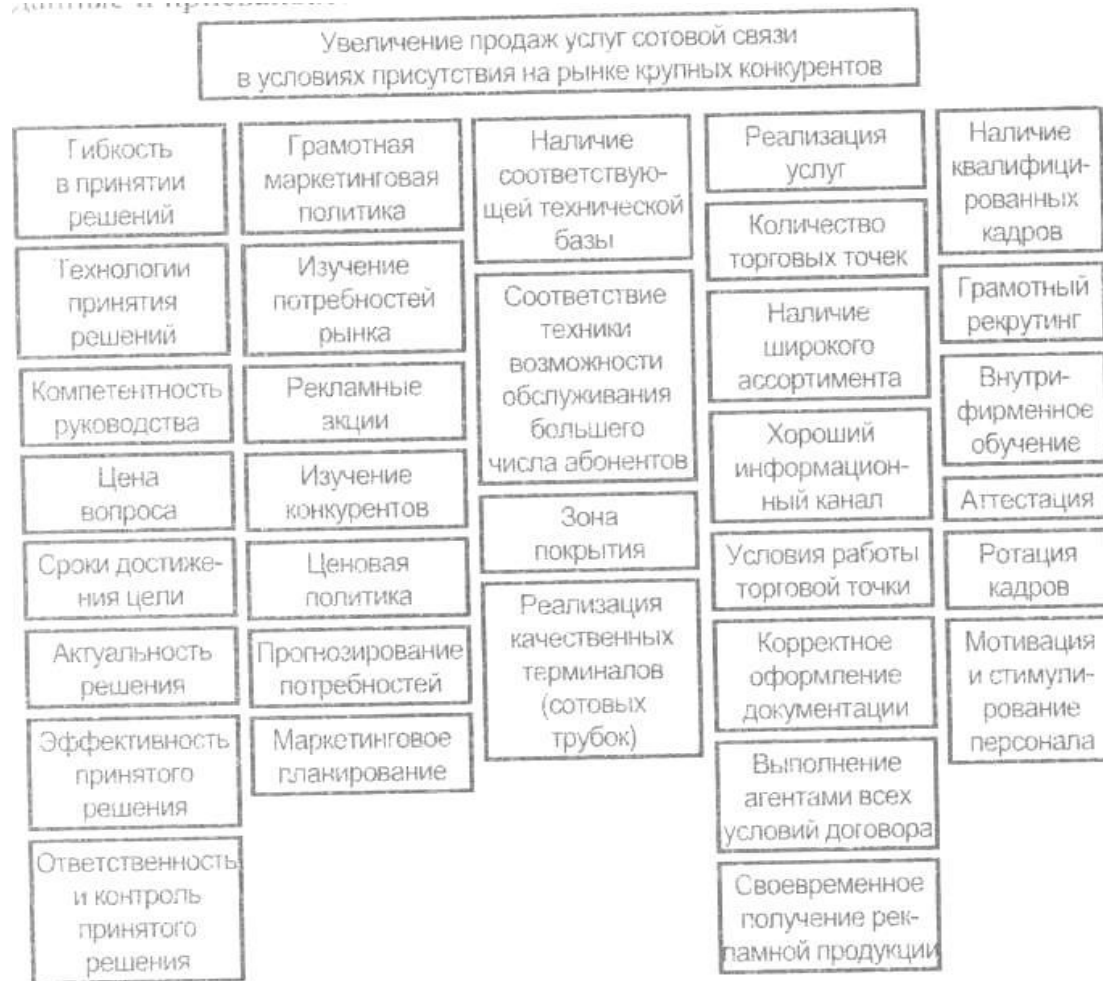 Увеличение продаж услуг сотовой связи
в условиях присутствия на рынке крупных конкурентов
Гибкость
в принятии
решений
Технологии
принятия
решений
Компетентность
руководства
Цена
вопроса
Сроки достиже-
ния цели
Актуальность
решения
Эффективность
принятого
решения
Ответственность
и контроль
принятого
решения
Грамотная
маркетинговая
политика
Изучение
потребностей
рынка
Рекламные
акции
Изучение
конкурентов
Ценовая
политика
Прогнозирование
потребностей
Маркетинговое
планирование
Наличие
соответствую-
щей технической
базы
Соответствие
техники
возможности
обслуживания
большего
числа абонентов
Зона
покрытия
Реализация
качественных
терминалов
(сотовых
трубок)
Реализация
услуг
Количество
торговых точек
Наличие
широкого
ассортимента
Хороший
информацион-
ный канал
Условия работы
торговой точки
Корректное
оформление
документации
Выполнение
агентами всех
условий договора
Своевременное
получение рек-
ламной продукции
Наличие
квалифици-
рованных
кадров
Грамотный
рекрутинг
Внутри-
фирменное
обучение
Аттестация
Ротация
кадров
Мотивация
и стимули-
рование
персонала